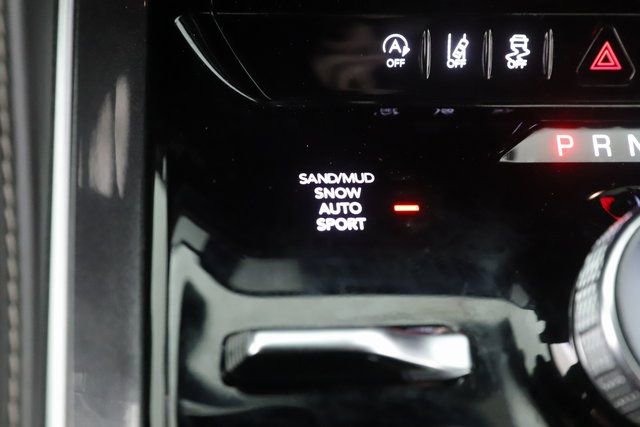 A
OFF OFF OFF
P R N
SAND/MUD
SNOW
AUTO
SPORT